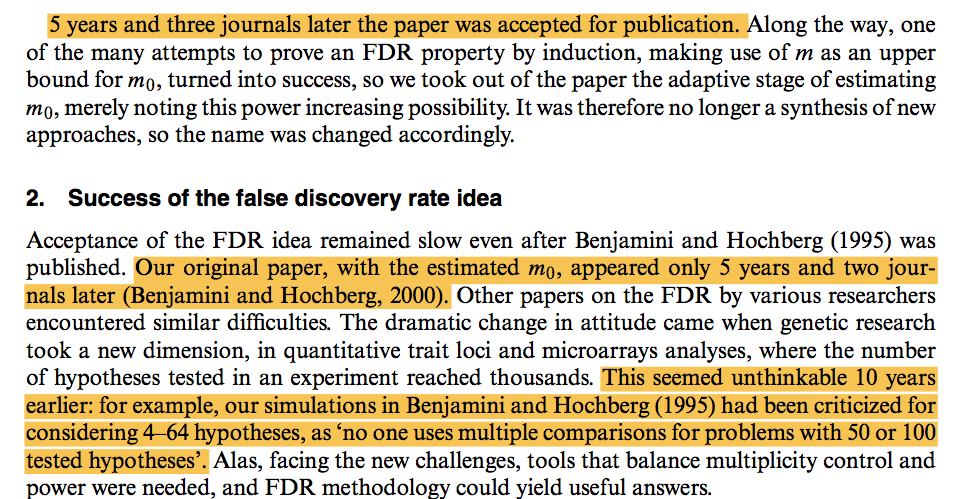 5 years and three journals later the paper was accepted for publication. Along the way, one
of the many attempts to prove an FDR property by induction, making use of m as an upper
bound for m₀, turned into success, so we took out of the paper the adaptive stage of estimating
m₀, merely noting this power increasing possibility. It was therefore no longer a synthesis of new
approaches, so the name was changed accordingly.
2. Success of the false discovery rate idea
Acceptance of the FDR idea remained slow even after Benjamini and Hochberg (1995) was
published. Our original paper, with the estimated m₀, appeared only 5 years and two jour-
nals later (Benjamini and Hochberg, 2000). Other papers on the FDR by various researchers
encountered similar difficulties. The dramatic change in attitude came when genetic research
took a new dimension, in quantitative trait loci and microarrays analyses, where the number
of hypotheses tested in an experiment reached thousands. This seemed unthinkable 10 years
earlier: for example, our simulations in Benjamini and Hochberg (1995) had been criticized for
considering 4–64 hypotheses, as ‘no one uses multiple comparisons for problems with 50 or 100
tested hypotheses’. Alas, facing the new challenges, tools that balance multiplicity control and
power were needed, and FDR methodology could yield useful answers.